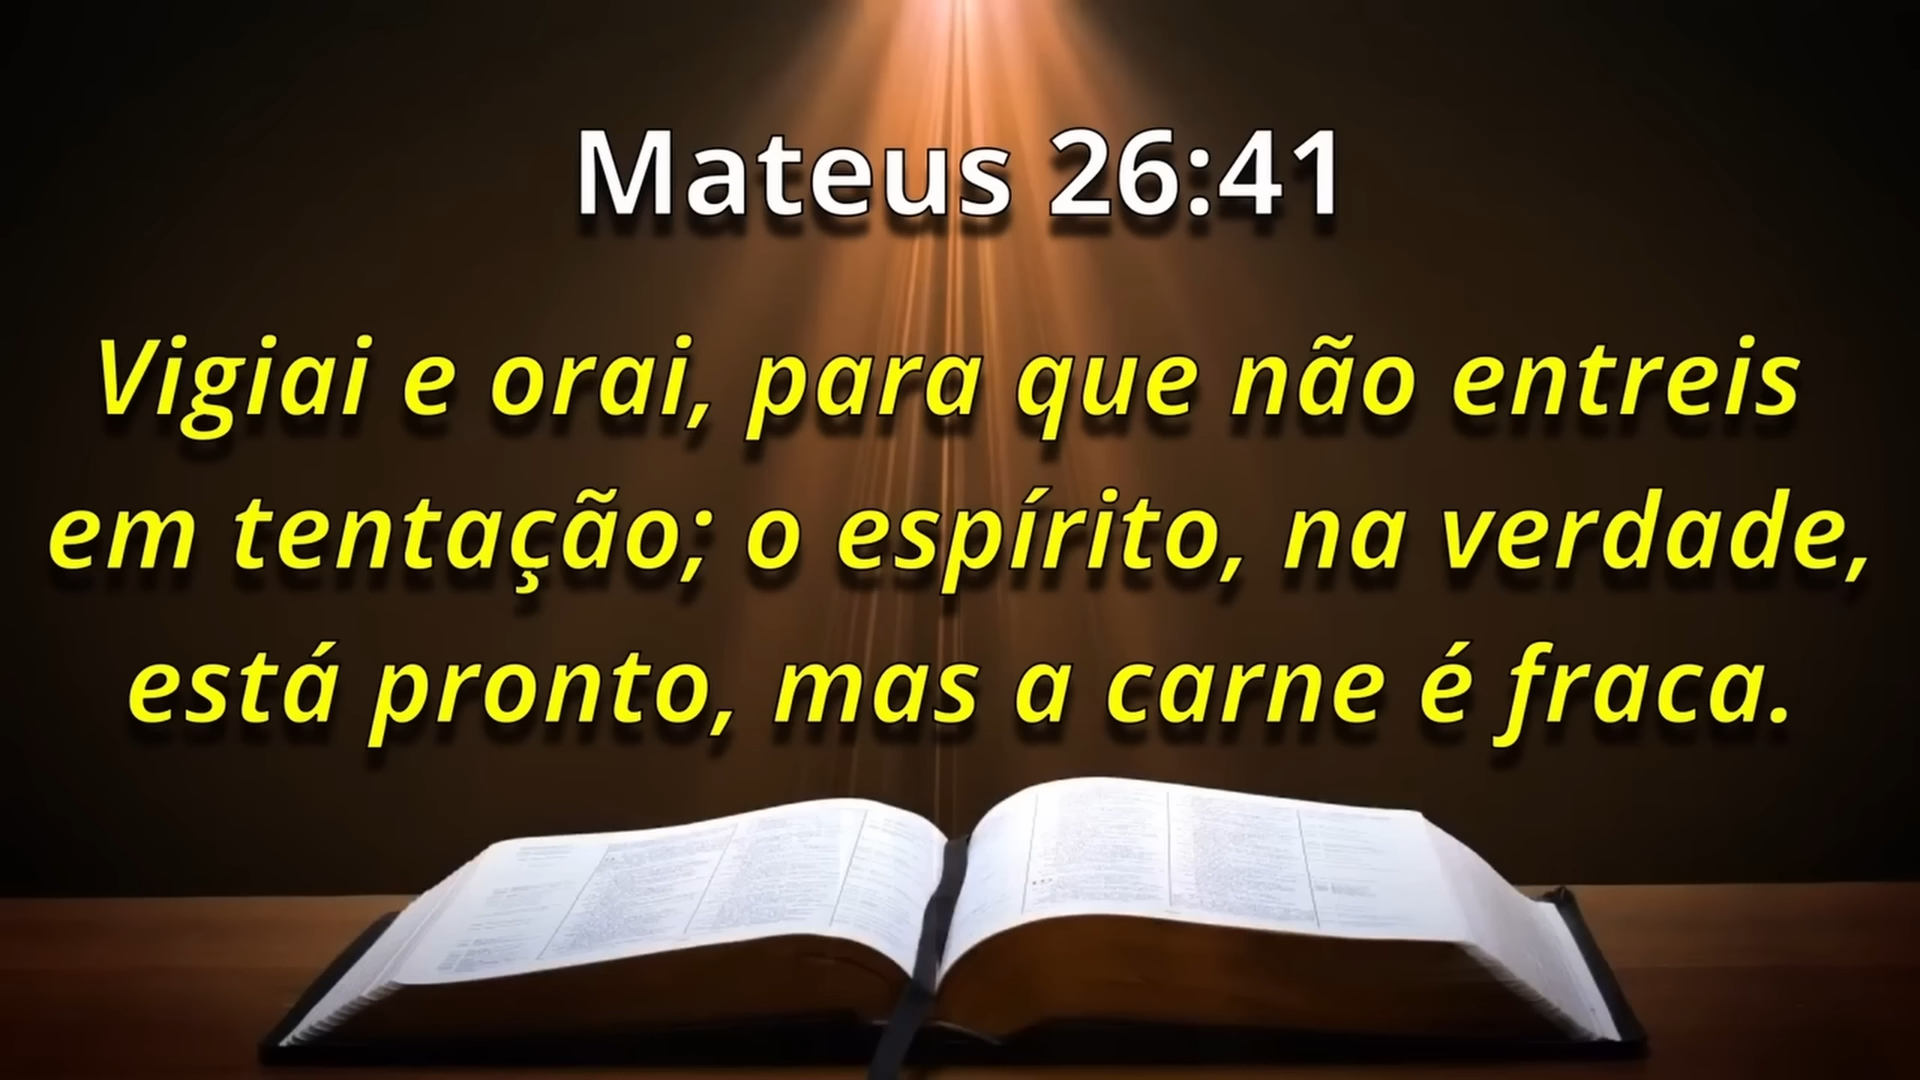 Mateus 26:41
Vigiai e orai, para que não entreis
em tentação; o espírito, na verdade,
está pronto, mas a carne é fraca.